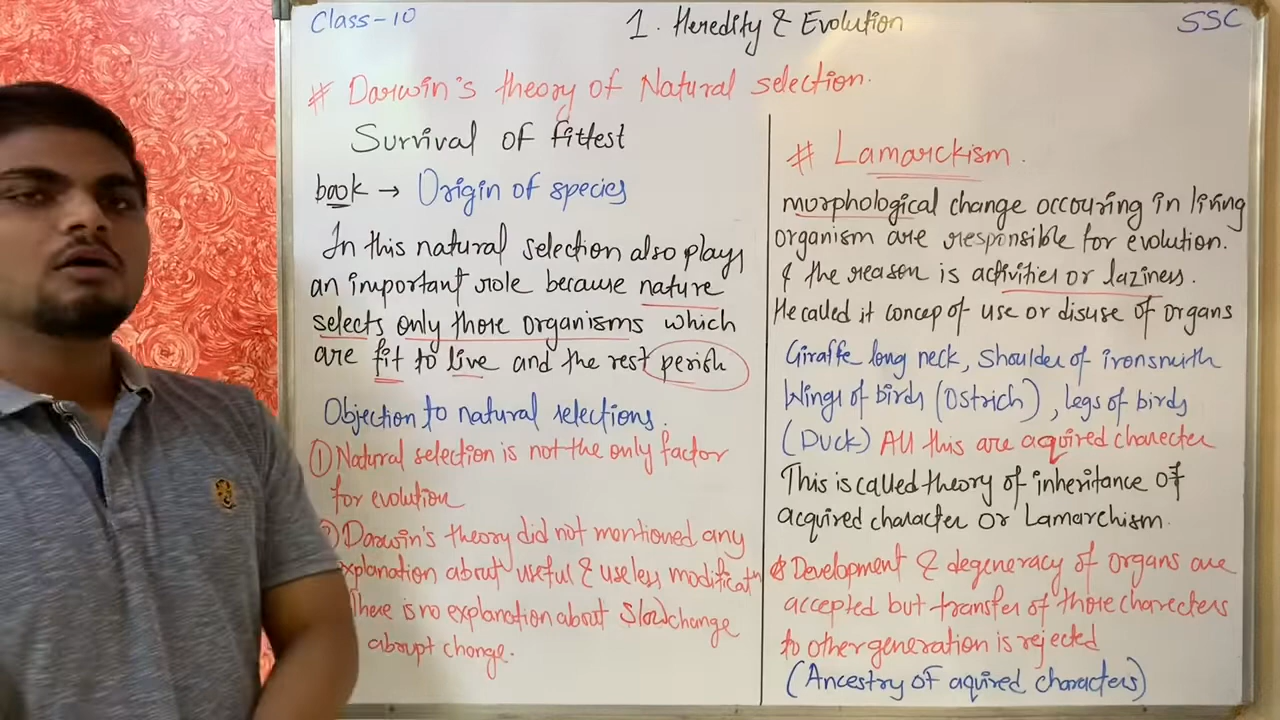 Class-10
1. Heredity & Evolution
SSC
# Darwin's theory of Natural selection.
Survival of fittest
book → Origin of species
In this natural selection also plays
an important role because nature
selects only those organisms which
are fit to live and the rest perish
Objection to natural selections.
① Natural selection is not the only factor
for evolution
② Darwin's theory did not mentioned any
explanation about useful & useless modificatn
There is no explanation about slow change
abrupt change.
# Lamarckism.
morphological change occouring in living
organism are responsible for evolution.
& the reason is activities or laziness.
He called it concep of use or disuse of organs
Giraffe long neck, Shoulder of ironsmith
Wings of birds (Ostrich), Legs of birds
(Duck) All this are aquired charecter
This is called theory of inheritance of
acquired character or Lamarchism.
Development & degeneracy of organs are
accepted but transfer of those charecters
to other generation is rejected
(Ancestry of aquired characters)